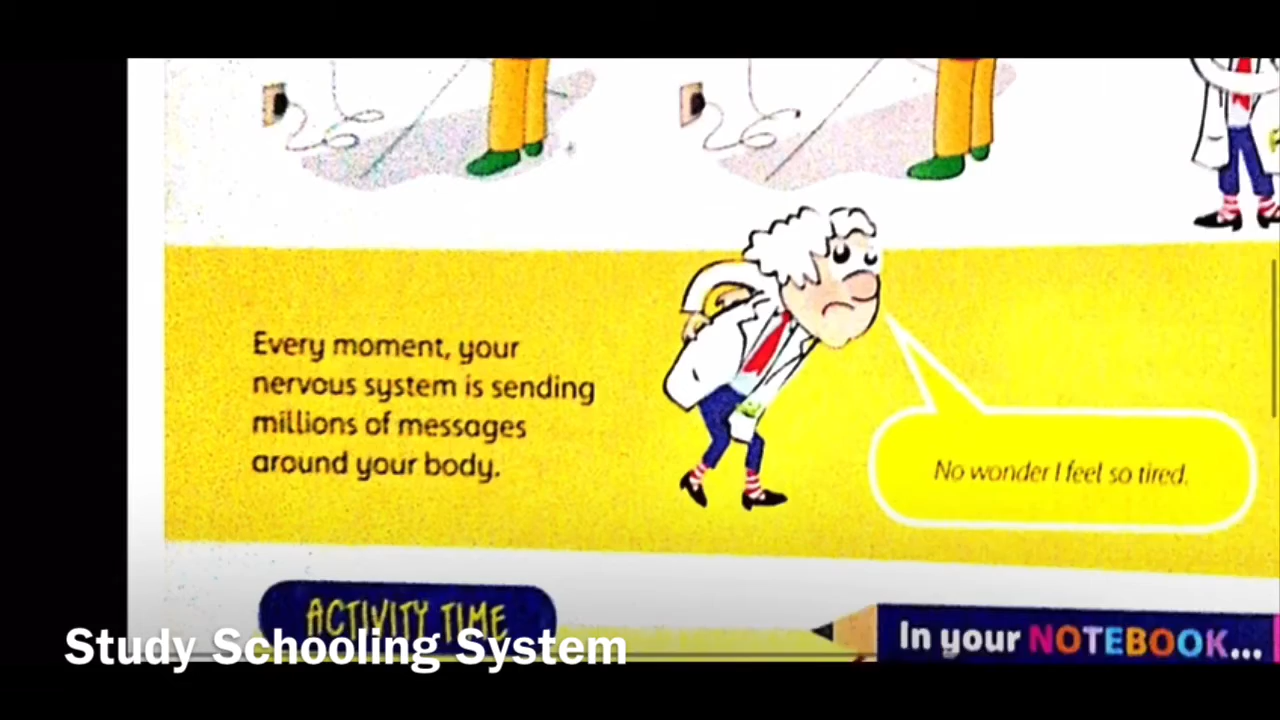 Every moment, your
nervous system is sending
millions of messages
around your body.
No wonder I feel so tired.
ACTIVITY TIME
Study Schooling System
In your NOTEBOOK...